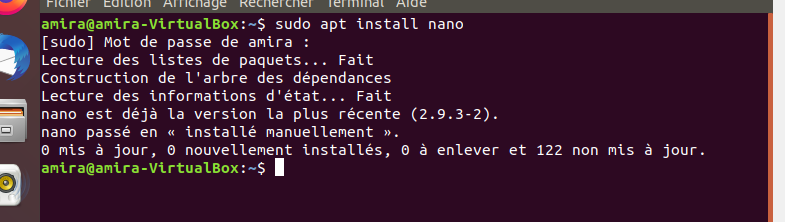 Fichier Édition Affichage Rechercher Terminal Aide
amira@amira-VirtualBox:~$ sudo apt install nano
[sudo] Mot de passe de amira :
Lecture des listes de paquets... Fait
Construction de l'arbre des dépendances
Lecture des informations d'état... Fait
nano est déjà la version la plus récente (2.9.3-2).
nano passé en « installé manuellement ».
0 mis à jour, 0 nouvellement installés, 0 à enlever et 122 non mis à jour.
amira@amira-VirtualBox:~$